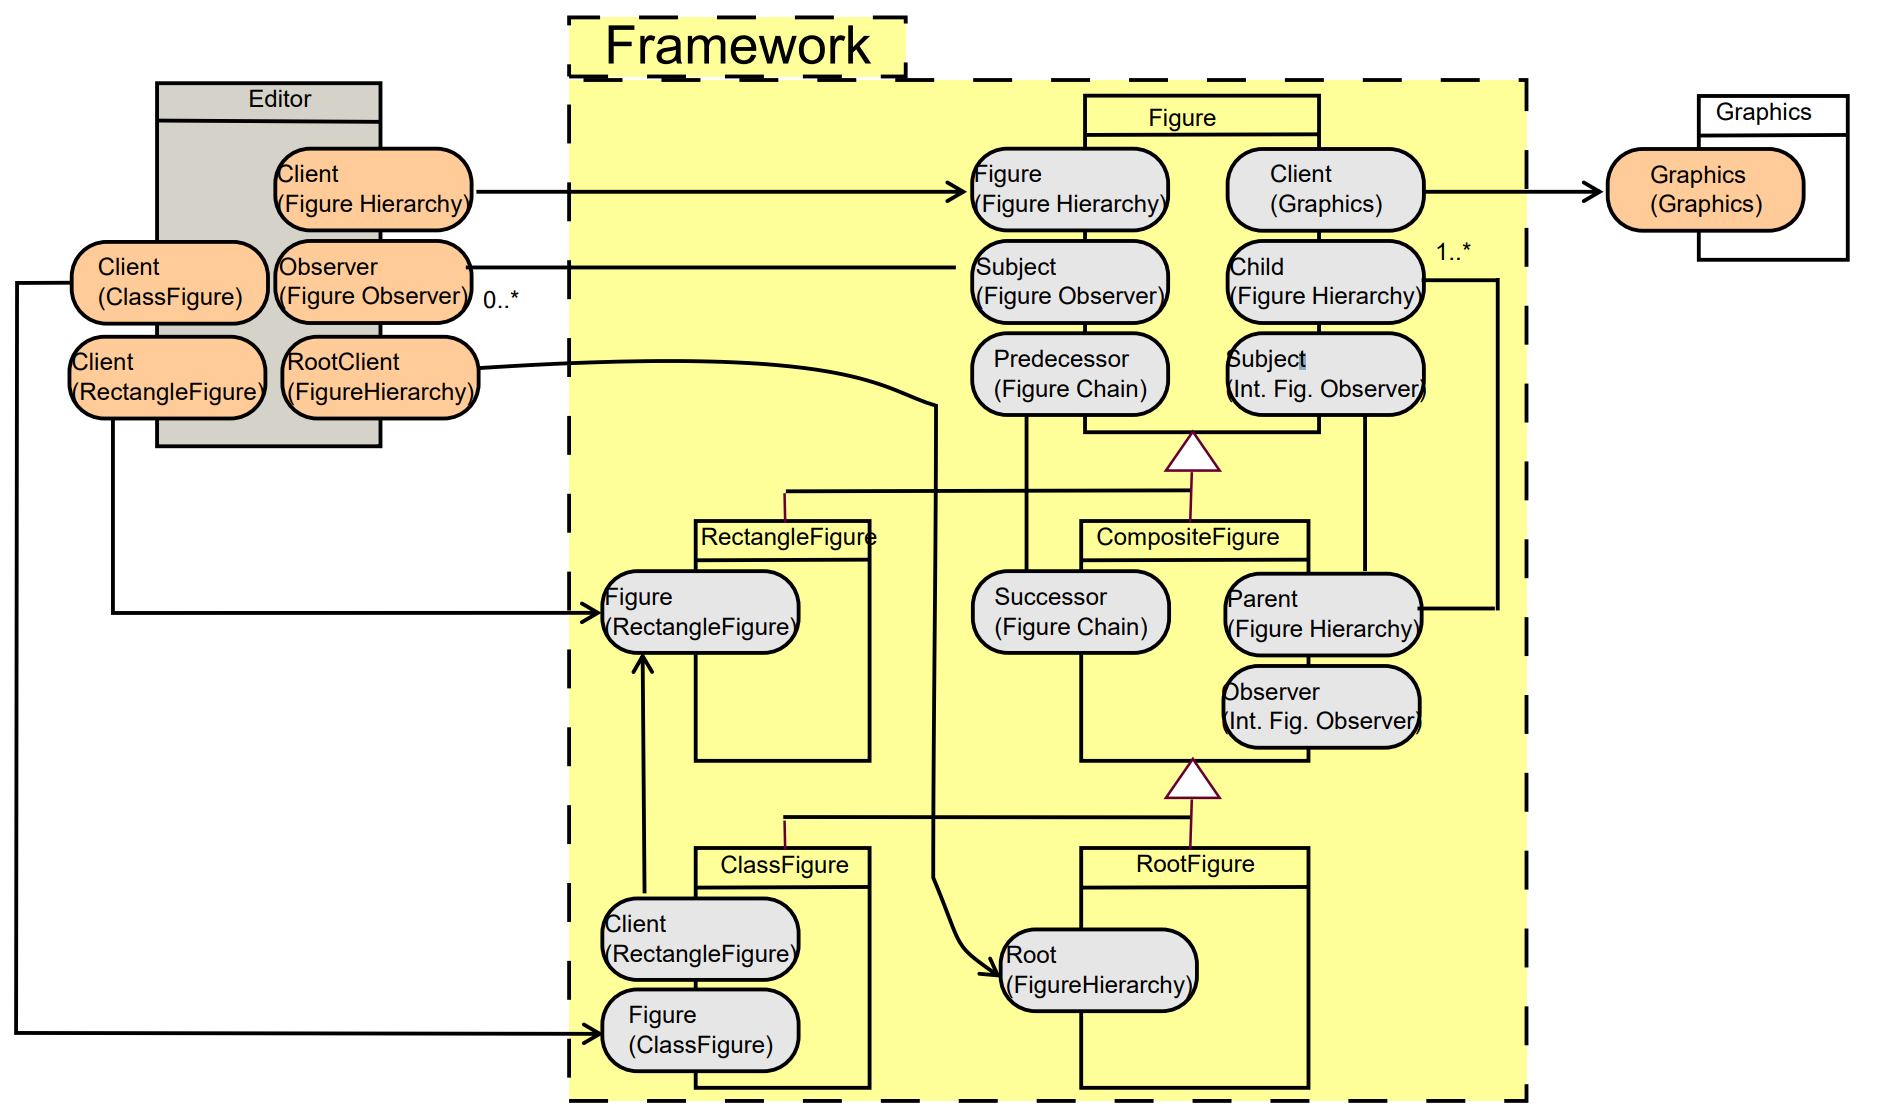 Framework
Editor
Client
(Figure Hierarchy)
Client
(ClassFigure)
Observer
(Figure Observer)
0..*
Client
(RectangleFigure)
RootClient
(FigureHierarchy)
Figure
Figure
(Figure Hierarchy)
Client
(Graphics)
Subject
(Figure Observer)
Child
(Figure Hierarchy)
1..*
Predecessor
(Figure Chain)
Subject
(Int. Fig. Observer)
Graphics
Graphics
(Graphics)
RectangleFigure
Figure
(RectangleFigure)
CompositeFigure
Successor
(Figure Chain)
Parent
(Figure Hierarchy)
Observer
(Int. Fig. Observer)
ClassFigure
Client
(RectangleFigure)
Figure
(ClassFigure)
RootFigure
Root
(FigureHierarchy)